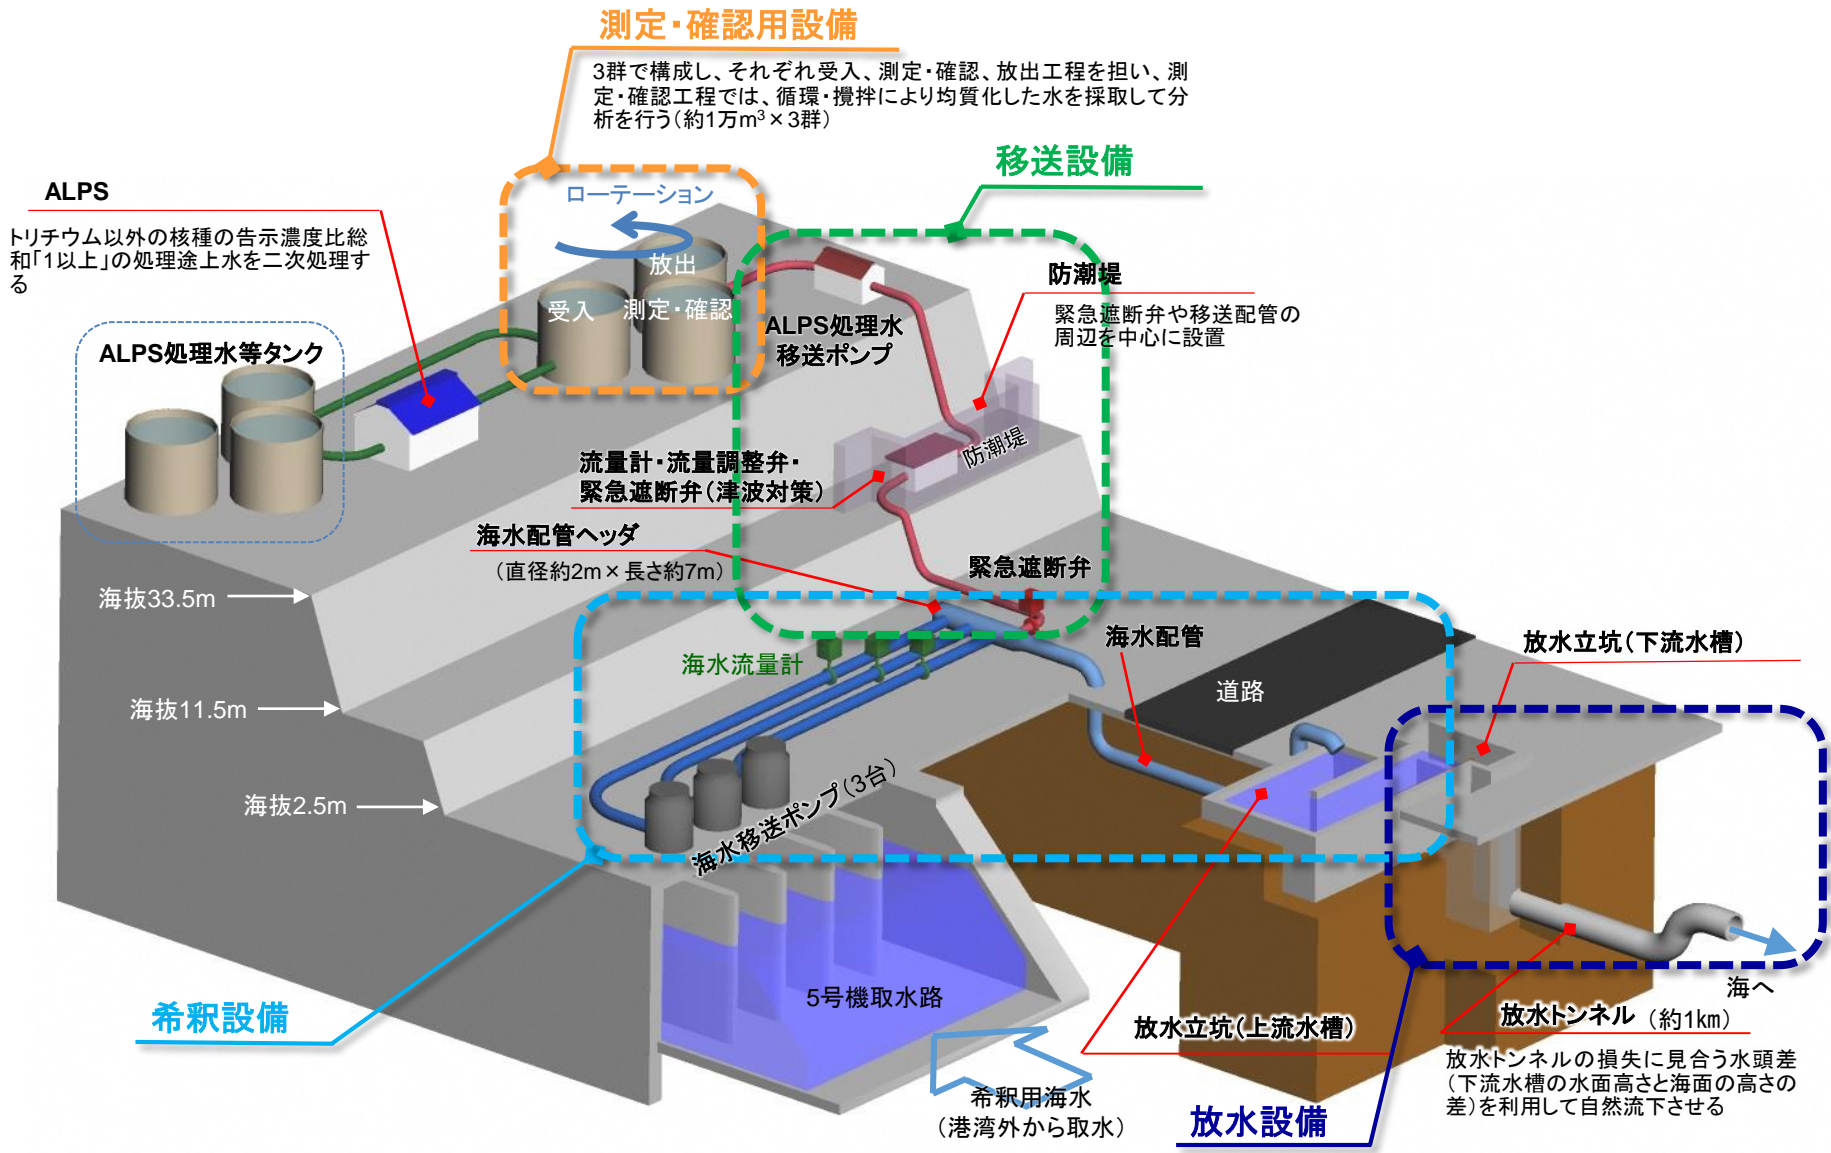 測定・確認用設備
3群で構成し、それぞれ受入、測定・確認、放出工程を担い、測
定・確認工程では、循環・攪拌により均質化した水を採取して分
析を行う（約1万m³×3群）
移送設備
ALPS
トリチウム以外の核種の告示濃度比総
和「1以上」の処理途上水を二次処理す
る
ローテーション
放出
受入
測定・確認
防潮堤
緊急遮断弁や移送配管の
周辺を中心に設置
ALPS処理水
移送ポンプ
ALPS処理水等タンク
防潮堤
流量計・流量調整弁・
緊急遮断弁（津波対策）
海水配管ヘッダ
（直径約2m×長さ約7m）
緊急遮断弁
海抜33.5m
海水配管
放水立坑（下流水槽）
海水流量計
道路
海抜11.5m
海抜2.5m
海水移送ポンプ（3台）
5号機取水路
海へ
希釈設備
放水立坑（上流水槽）
放水トンネル（約1km）
放水トンネルの損失に見合う水頭差
（下流水槽の水面高さと海面の高さの
差）を利用して自然流下させる
希釈用海水
（港湾外から取水）
放水設備